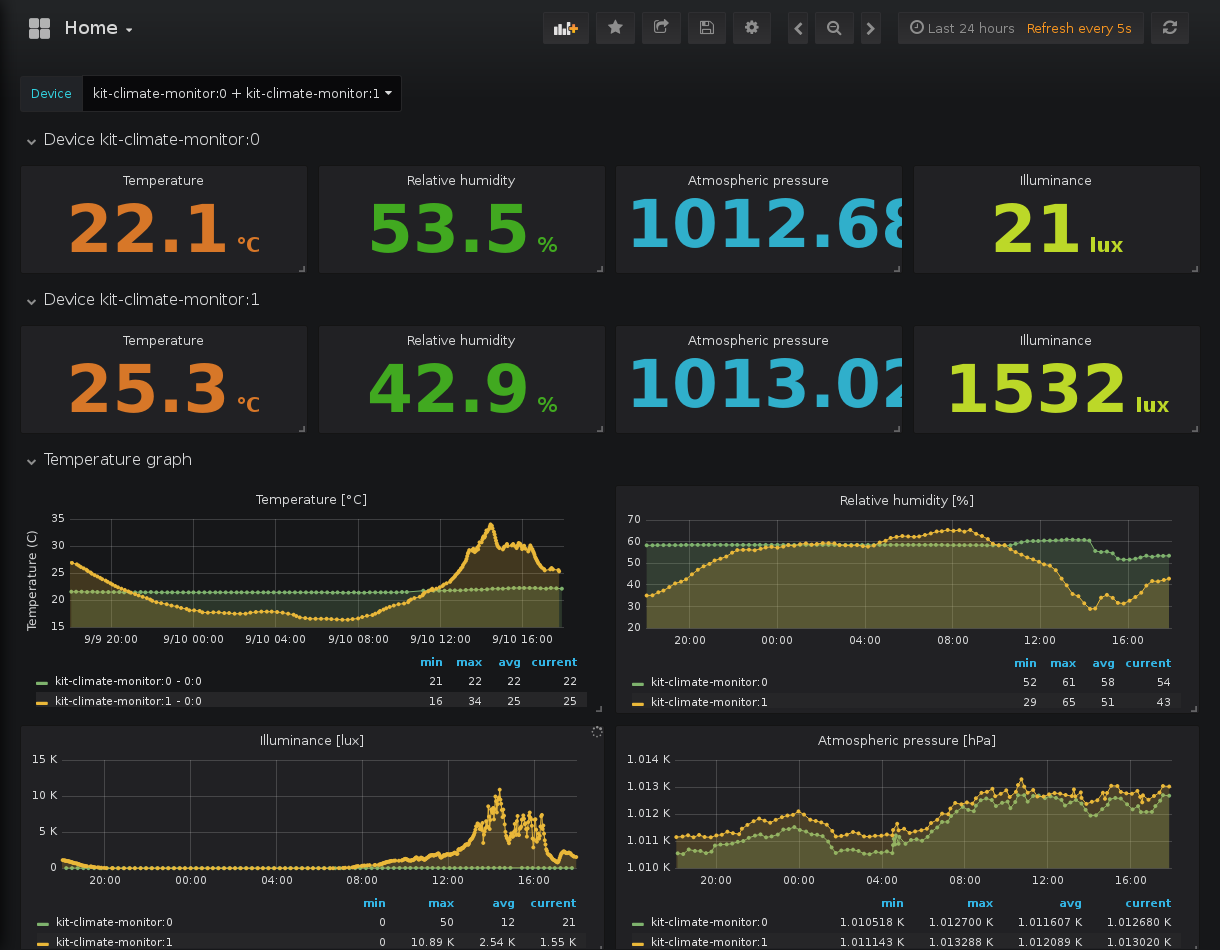 Home
Last 24 hours Refresh every 5s
Device kit-climate-monitor:0 + kit-climate-monitor:1
Device kit-climate-monitor:0
Temperature Relative humidity Atmospheric pressure Illuminance
22.1 °C 53.5 % 1012.68 21 lux
Device kit-climate-monitor:1
Temperature Relative humidity Atmospheric pressure Illuminance
25.3 °C 42.9 % 1013.02 1532 lux
Temperature graph
Temperature [°C]
Temperature (C)
35
30
25
20
15
9/9 20:00 9/10 00:00 9/10 04:00 9/10 08:00 9/10 12:00 9/10 16:00
min max avg current
kit-climate-monitor:0 - 0:0 21 22 22 22
kit-climate-monitor:1 - 0:0 16 34 25 25
Relative humidity [%]
70
60
50
40
30
20
20:00 00:00 04:00 08:00 12:00 16:00
min max avg current
kit-climate-monitor:0 52 61 58 54
kit-climate-monitor:1 29 65 51 43
Illuminance [lux]
15 K
10 K
5 K
0
20:00 00:00 04:00 08:00 12:00 16:00
min max avg current
kit-climate-monitor:0 0 50 12 21
kit-climate-monitor:1 0 10.89 K 2.54 K 1.55 K
Atmospheric pressure [hPa]
1.014 K
1.013 K
1.012 K
1.011 K
1.010 K
20:00 00:00 04:00 08:00 12:00 16:00
min max avg current
kit-climate-monitor:0 1.010518 K 1.012700 K 1.011607 K 1.012680 K
kit-climate-monitor:1 1.011143 K 1.013288 K 1.012089 K 1.013020 K